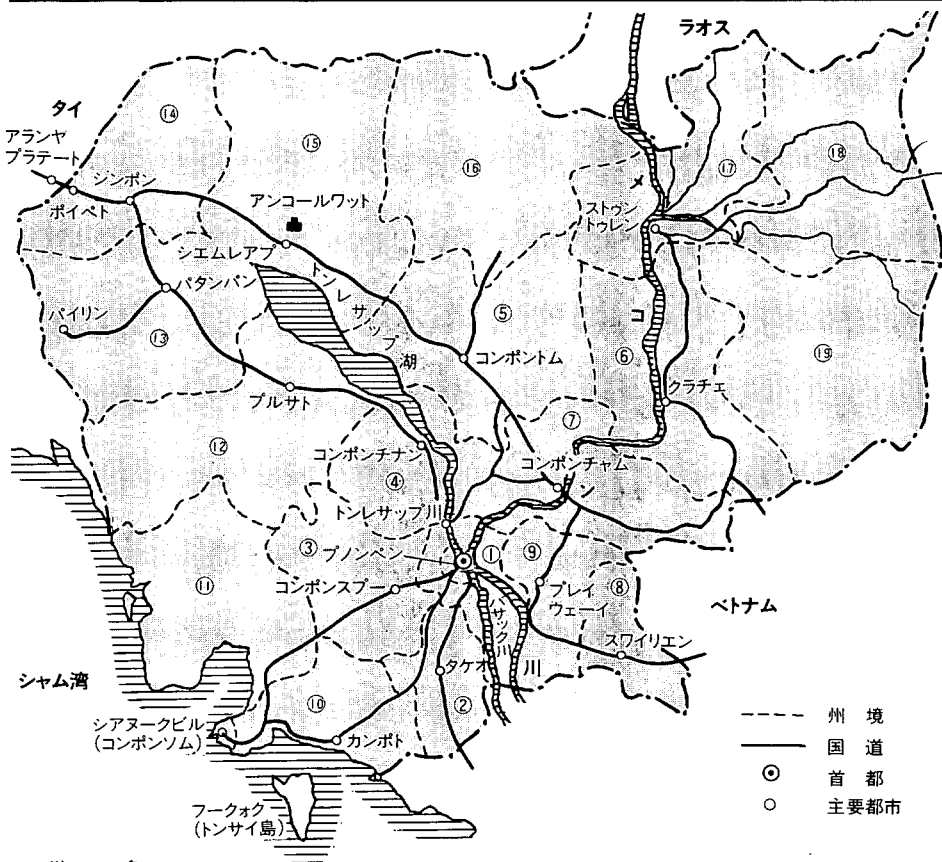 ラオス
タイ
アランヤ
プラテート
シンポン
ポイペト
⑭
⑮
⑯
⑰
⑱
アンコールワット
シエムレアプ
ストゥン
トゥレン
メコン川
トンレサップ湖
バタンバン
パイリン
⑬
⑤
⑥
⑲
コンポントム
クラチェ
プルサト
⑦
⑫
コンポンチナン
コンポンチャム
④
トンレサップ川
③
プノンペン
①
⑨
コンポンスプー
⑧
プレイ
ウェーイ
ベトナム
⑪
バサック川
スワイリエン
タケオ
シャム湾
⑩
②
シアヌークビル
(コンポンソム)
カンポト
フークォク
(トンサイ島)
州境
国道
首都
主要都市